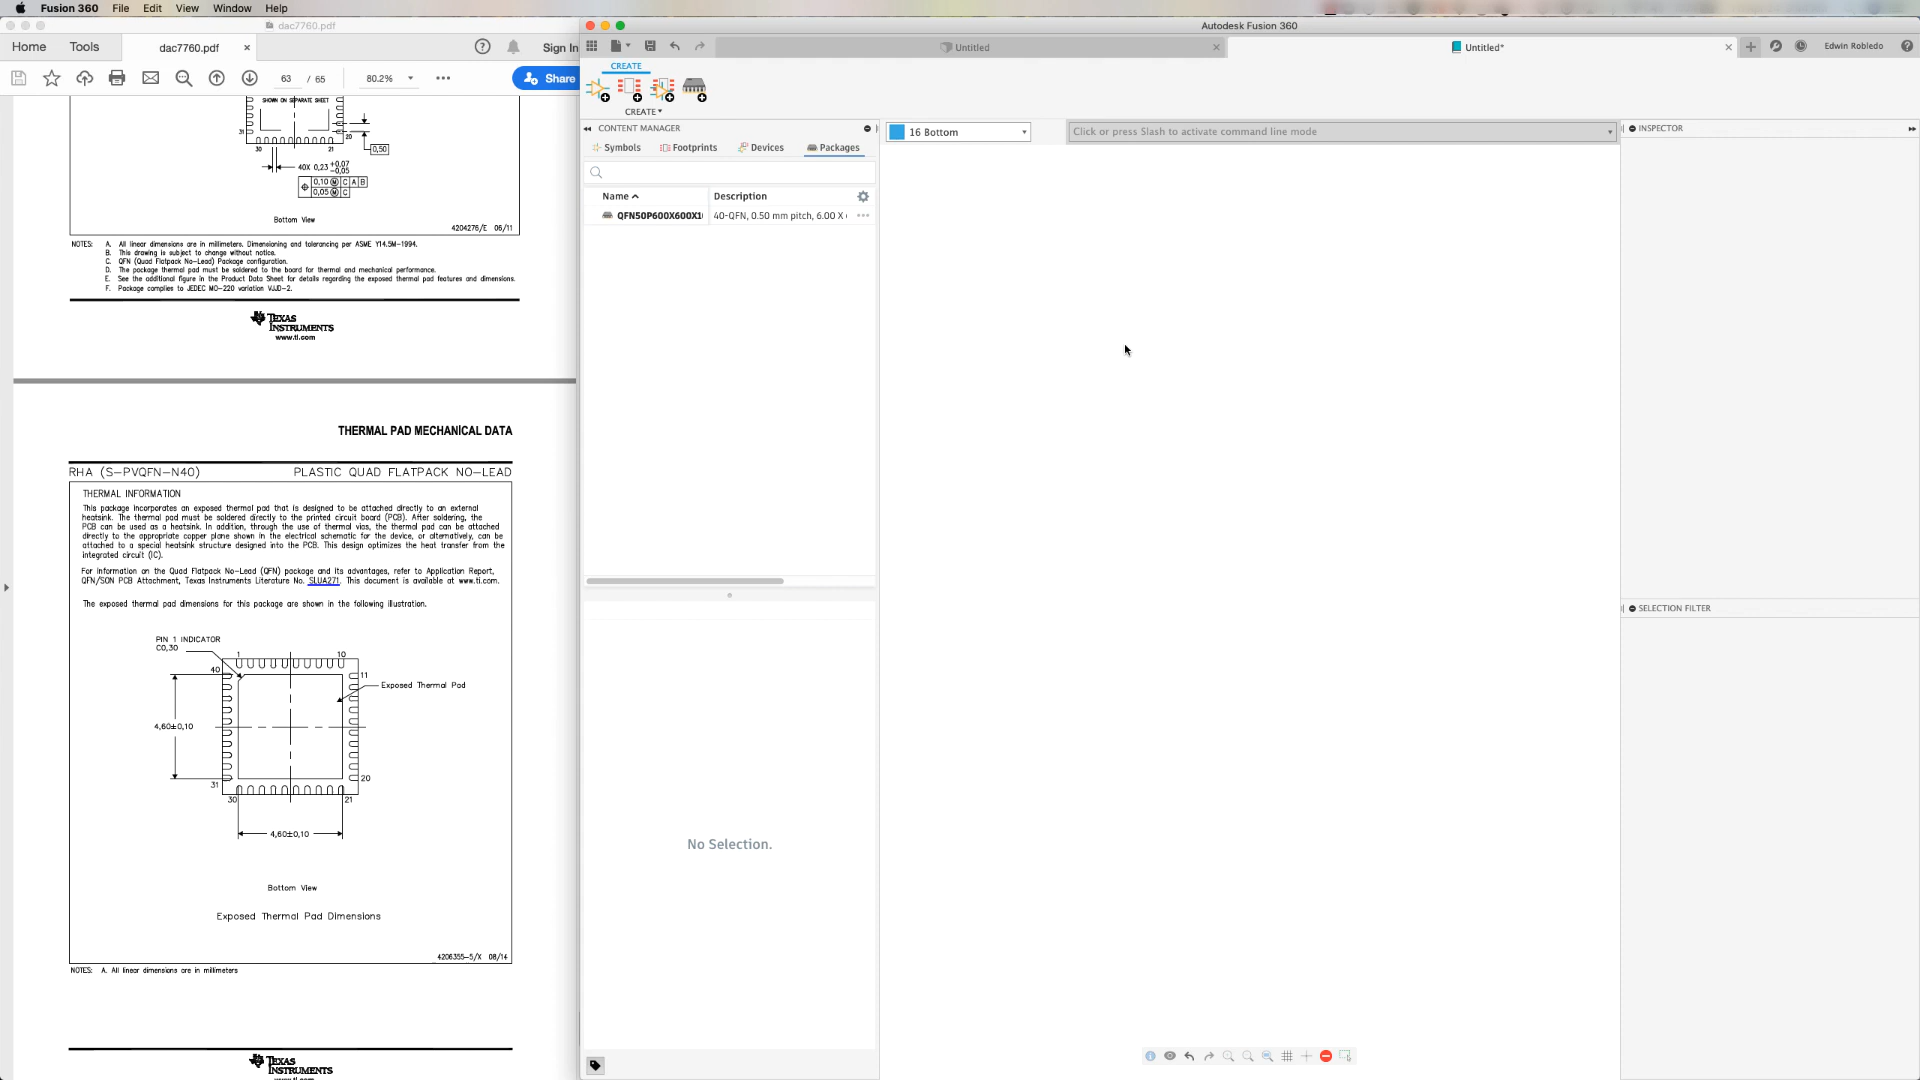 Fusion 360 File Edit View Window Help
dac7760.pdf
Autodesk Fusion 360
Home Tools dac7760.pdf × Sign In
Untitled × Untitled* × Edwin Robledo
63 / 65 80.2% Share
CREATE
CREATE
CONTENT MANAGER
16 Bottom
Click or press Slash to activate command line mode
INSPECTOR
Symbols Footprints Devices Packages
Name Description
QFN50P600X600X1 40-QFN, 0.50 mm pitch, 6.00 X
No Selection.
SELECTION FILTER
SHOWN ON SEPARATE SHEET
31 20
30 21 0,50
40X 0,23 +0,07
-0,05
0,10 M C A B
0,05 M C
Bottom View
4204276/E 06/11
NOTES: A. All linear dimensions are in millimeters. Dimensioning and tolerancing per ASME Y14.5M-1994.
B. This drawing is subject to change without notice.
C. QFN (Quad Flatpack No-Lead) Package configuration.
D. The package thermal pad must be soldered to the board for thermal and mechanical performance.
E. See the additional figure in the Product Data Sheet for details regarding the exposed thermal pad features and dimensions.
F. Package complies to JEDEC MO-220 variation VJJD-2.
TEXAS
INSTRUMENTS
www.ti.com
THERMAL PAD MECHANICAL DATA
RHA (S-PVQFN-N40) PLASTIC QUAD FLATPACK NO-LEAD
THERMAL INFORMATION
This package incorporates an exposed thermal pad that is designed to be attached directly to an external
heatsink. The thermal pad must be soldered directly to the printed circuit board (PCB). After soldering, the
PCB can be used as a heatsink. In addition, through the use of thermal vias, the thermal pad can be attached
directly to the appropriate copper plane shown in the electrical schematic for the device, or alternatively, can be
attached to a special heatsink structure designed into the PCB. This design optimizes the heat transfer from the
integrated circuit (IC).
For information on the Quad Flatpack No-Lead (QFN) package and its advantages, refer to Application Report,
QFN/SON PCB Attachment, Texas Instruments Literature No. SLUA271. This document is available at www.ti.com.
The exposed thermal pad dimensions for this package are shown in the following illustration.
PIN 1 INDICATOR
C0,30
1 10
40 11
Exposed Thermal Pad
4,60±0,10
31 20
30 21
4,60±0,10
Bottom View
Exposed Thermal Pad Dimensions
4206355-5/X 08/14
NOTES: A. All linear dimensions are in millimeters
TEXAS
INSTRUMENTS